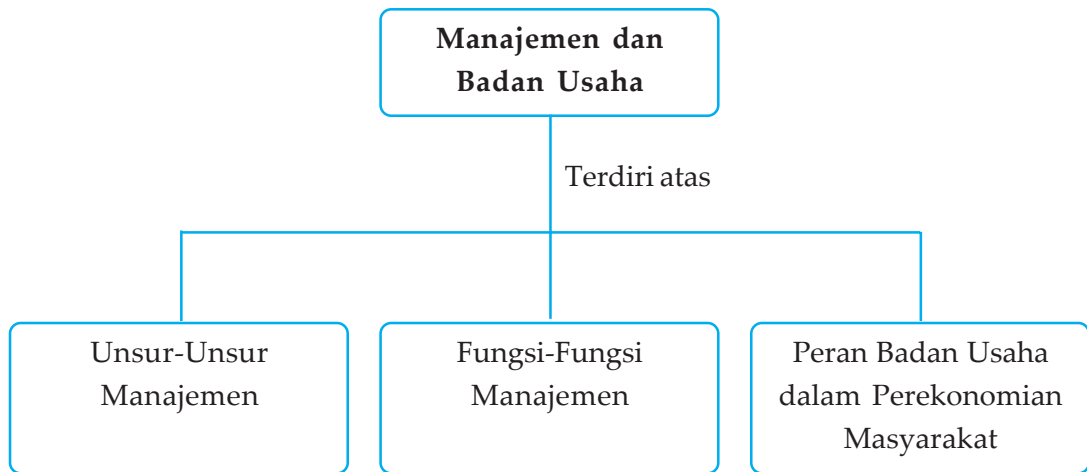 Manajemen dan
Badan Usaha
Terdiri atas
Unsur-Unsur
Manajemen
Fungsi-Fungsi
Manajemen
Peran Badan Usaha
dalam Perekonomian
Masyarakat